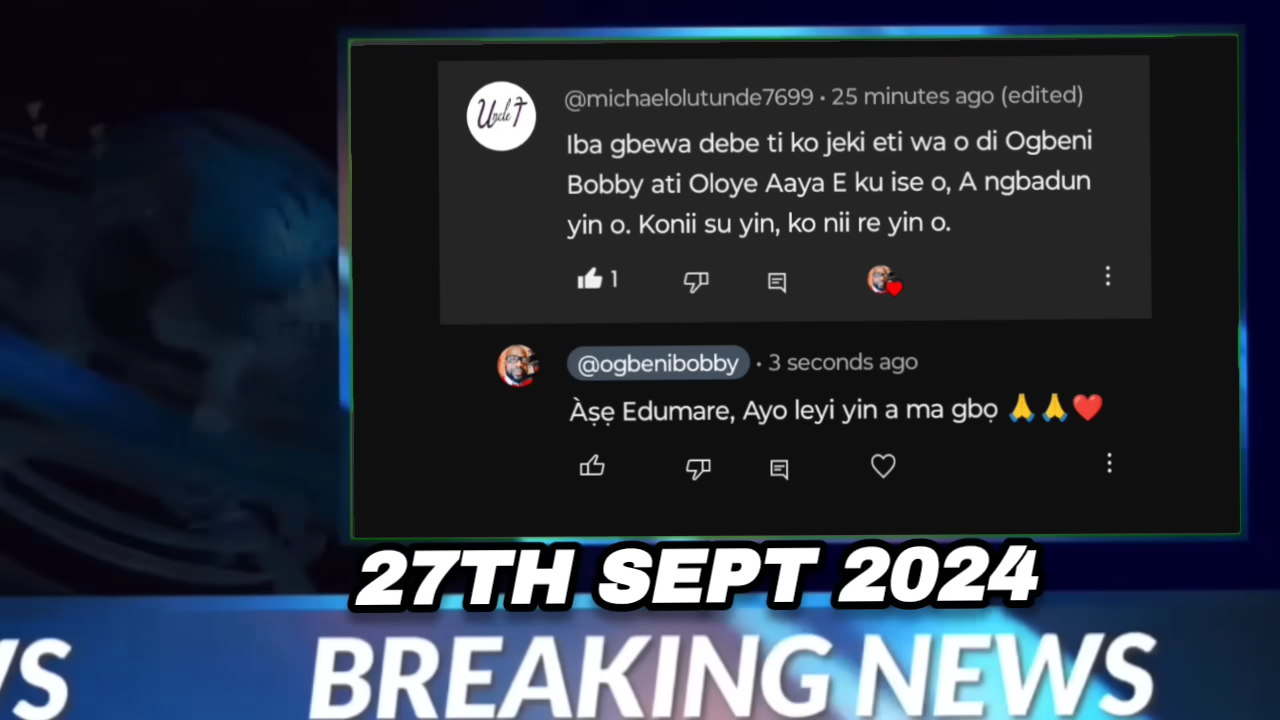 Uncle T
@michaelolutunde7699 · 25 minutes ago (edited)
Iba gbewa debe ti ko jeki eti wa o di Ogbeni
Bobby ati Oloye Aaya E ku ise o, A ngbadun
yin o. Konii su yin, ko nii re yin o.
1
@ogbenibobby · 3 seconds ago
Àṣẹ Edumare, Ayo leyi yin a ma gbọ 🙏🙏❤️
27TH SEPT 2024
VS BREAKING NEWS